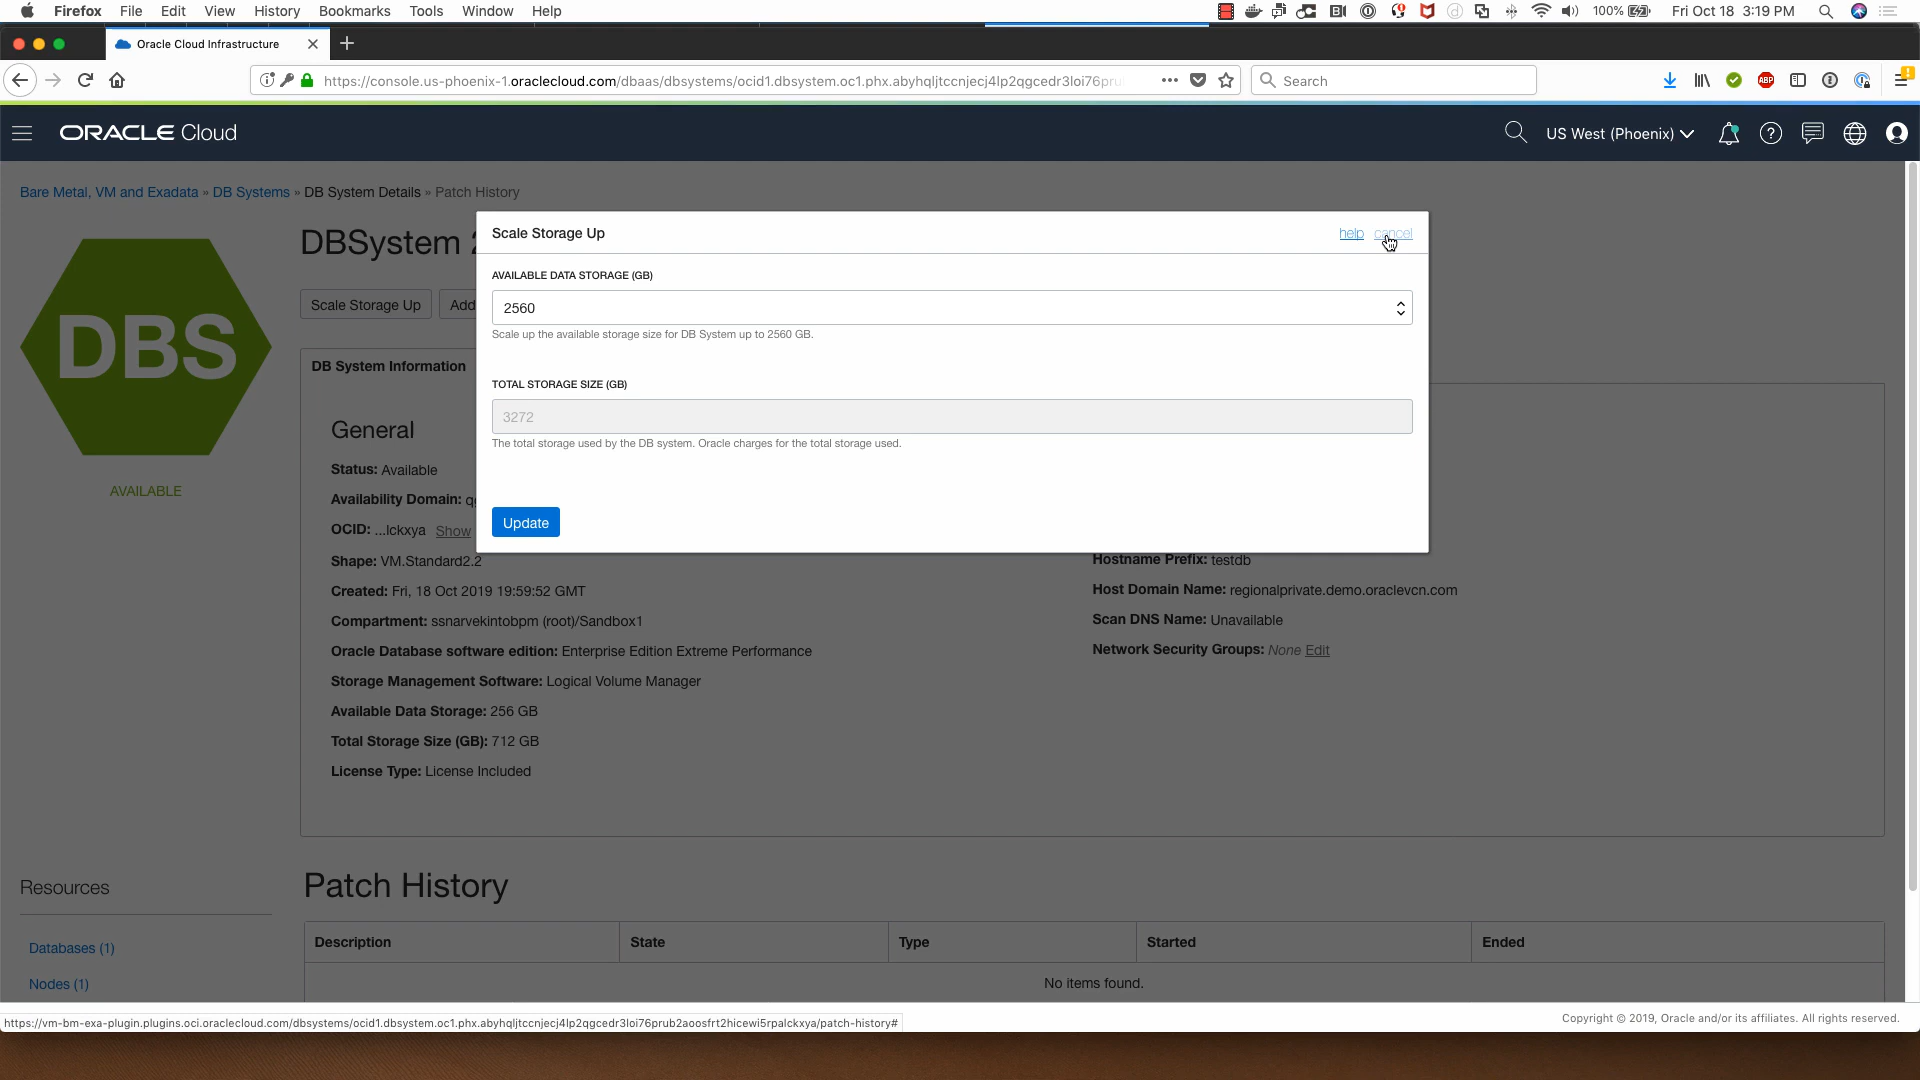 Firefox File Edit View History Bookmarks Tools Window Help
100% Fri Oct 18 3:19 PM
Oracle Cloud Infrastructure
https://console.us-phoenix-1.oraclecloud.com/dbaas/dbsystems/ocid1.dbsystem.oc1.phx.abyhqljtccnjecj4lp2qgcedr3loi76pru
Search
ORACLE Cloud
US West (Phoenix)
Bare Metal, VM and Exadata » DB Systems » DB System Details » Patch History
DBSystem
Scale Storage Up
Add
Scale Storage Up
help cancel
AVAILABLE DATA STORAGE (GB)
2560
Scale up the available storage size for DB System up to 2560 GB.
TOTAL STORAGE SIZE (GB)
3272
The total storage used by the DB system. Oracle charges for the total storage used.
Update
DBS
AVAILABLE
DB System Information
General
Status: Available
Availability Domain:
OCID: ...lckxya Show
Shape: VM.Standard2.2
Created: Fri, 18 Oct 2019 19:59:52 GMT
Compartment: ssnarvekintobpm (root)/Sandbox1
Oracle Database software edition: Enterprise Edition Extreme Performance
Storage Management Software: Logical Volume Manager
Available Data Storage: 256 GB
Total Storage Size (GB): 712 GB
License Type: License Included
Hostname Prefix: testdb
Host Domain Name: regionalprivate.demo.oraclevcn.com
Scan DNS Name: Unavailable
Network Security Groups: None Edit
Resources
Databases (1)
Nodes (1)
Patch History
Description State Type Started Ended
No items found.
https://vm-bm-exa-plugin.plugins.oci.oraclecloud.com/dbsystems/ocid1.dbsystem.oc1.phx.abyhqljtccnjecj4lp2qgcedr3loi76prub2aoosfrt2hicewi5rpalckxya/patch-history#
Copyright © 2019, Oracle and/or its affiliates. All rights reserved.